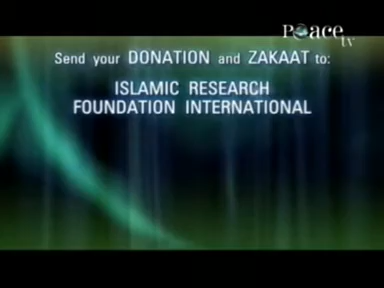 Peace
tv
Send your DONATION and ZAKAAT to:
ISLAMIC RESEARCH
FOUNDATION INTERNATIONAL